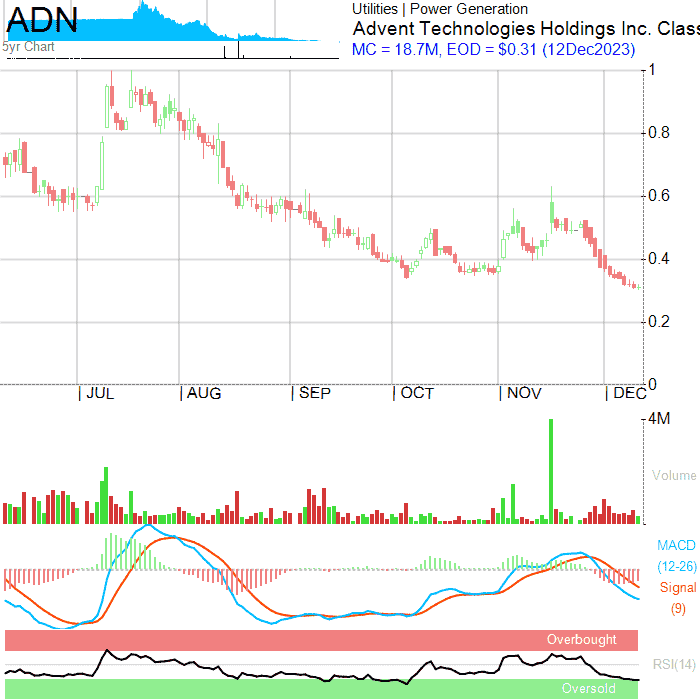 ADN
5yr Chart
Utilities | Power Generation
Advent Technologies Holdings Inc. Class
MC = 18.7M, EOD = $0.31 (12Dec2023)
1
0.8
0.6
0.4
0.2
0
JUL AUG SEP OCT NOV DEC
4M
Volume
MACD
(12-26)
Signal
(9)
Overbought
RSI(14)
Oversold